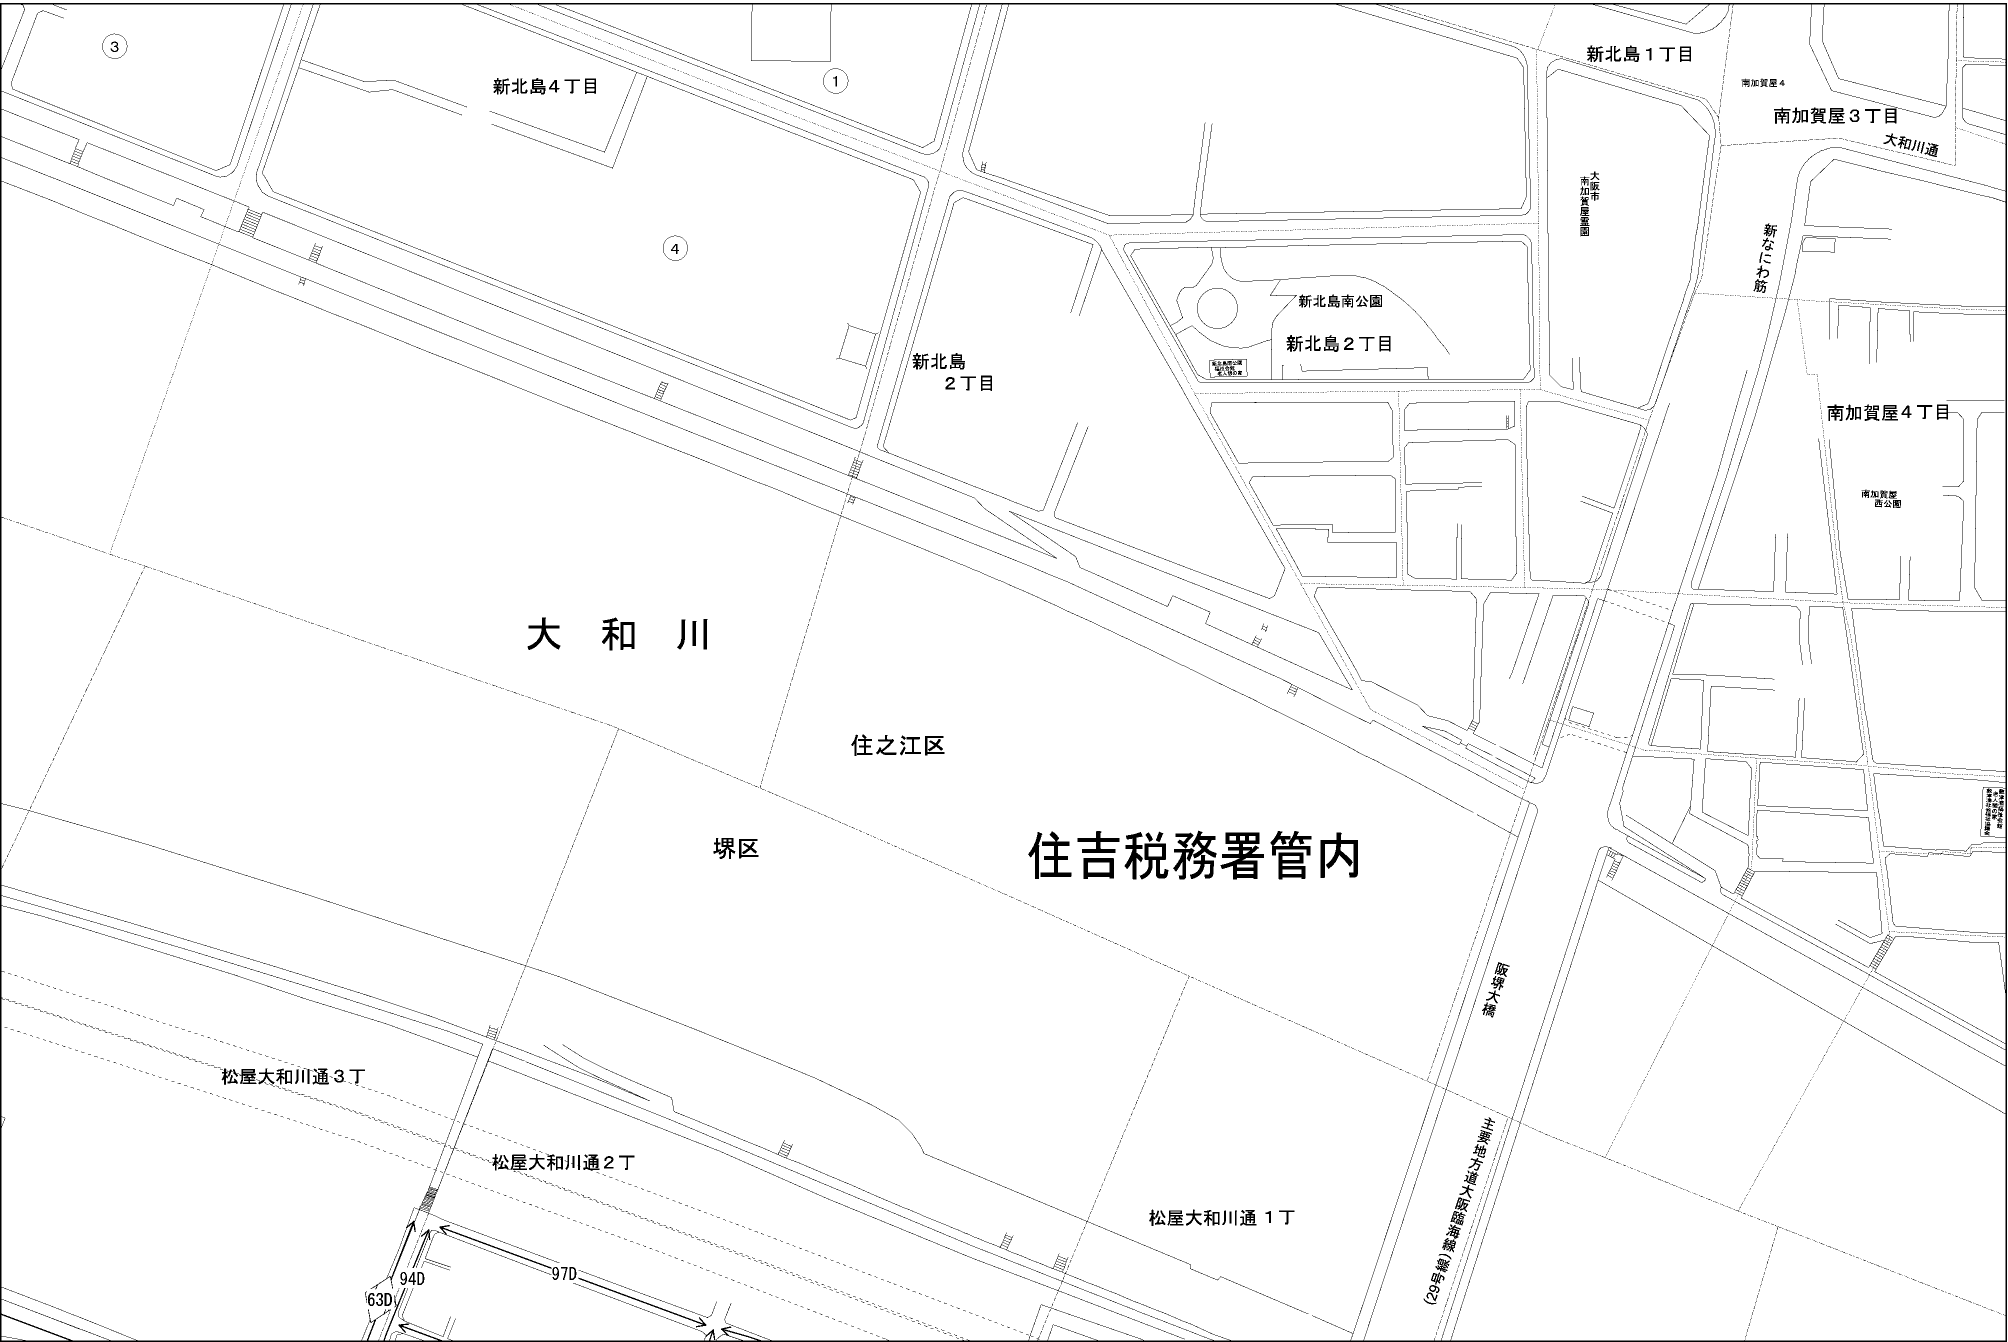 ③
①
新北島４丁目
新北島１丁目
南加賀屋４
南加賀屋３丁目
大和川通
大阪市
南加賀屋霊園
④
新なにわ筋
新北島南公園
新北島２丁目
新北島
２丁目
南加賀屋４丁目
南加賀屋
西公園
大和川
住之江区
堺区
住吉税務署管内
阪堺大橋
松屋大和川通３丁
松屋大和川通２丁
松屋大和川通１丁
主要地方道大阪臨海線
(29号線)
94D
97D
63D